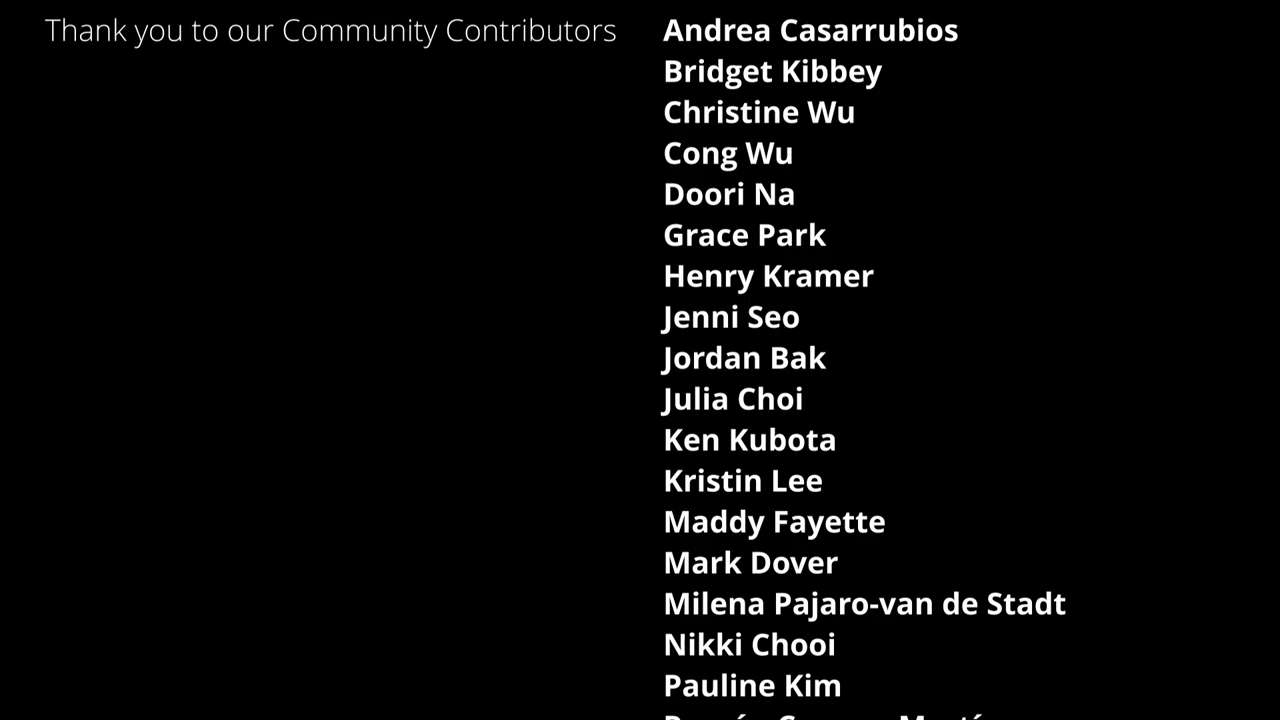 Thank you to our Community Contributors
Andrea Casarrubios
Bridget Kibbey
Christine Wu
Cong Wu
Doori Na
Grace Park
Henry Kramer
Jenni Seo
Jordan Bak
Julia Choi
Ken Kubota
Kristin Lee
Maddy Fayette
Mark Dover
Milena Pajaro-van de Stadt
Nikki Chooi
Pauline Kim